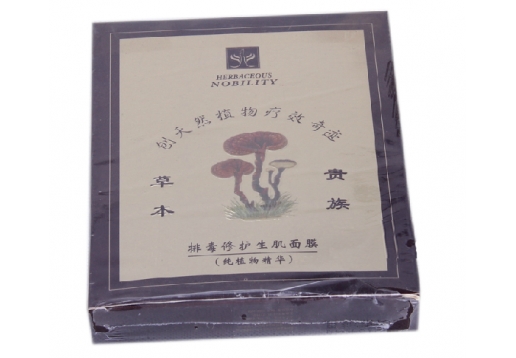 HERBACEOUS
NOBILITY
创天然植物疗效奇迹
草本
贵族
排毒修护生肌面膜
(纯植物精华)